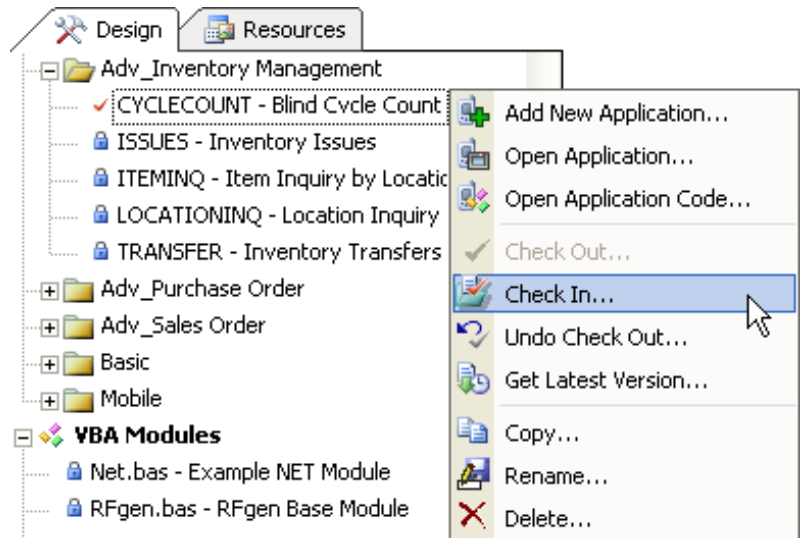 Design Resources
Adv_Inventory Management
CYCLECOUNT - Blind Cycle Count
ISSUES - Inventory Issues
ITEMINQ - Item Inquiry by Locatic
LOCATIONINQ - Location Inquiry
TRANSFER - Inventory Transfers
Adv_Purchase Order
Adv_Sales Order
Basic
Mobile
VBA Modules
Net.bas - Example NET Module
RFgen.bas - RFgen Base Module
Add New Application...
Open Application...
Open Application Code...
Check Out...
Check In...
Undo Check Out...
Get Latest Version...
Copy...
Rename...
Delete...